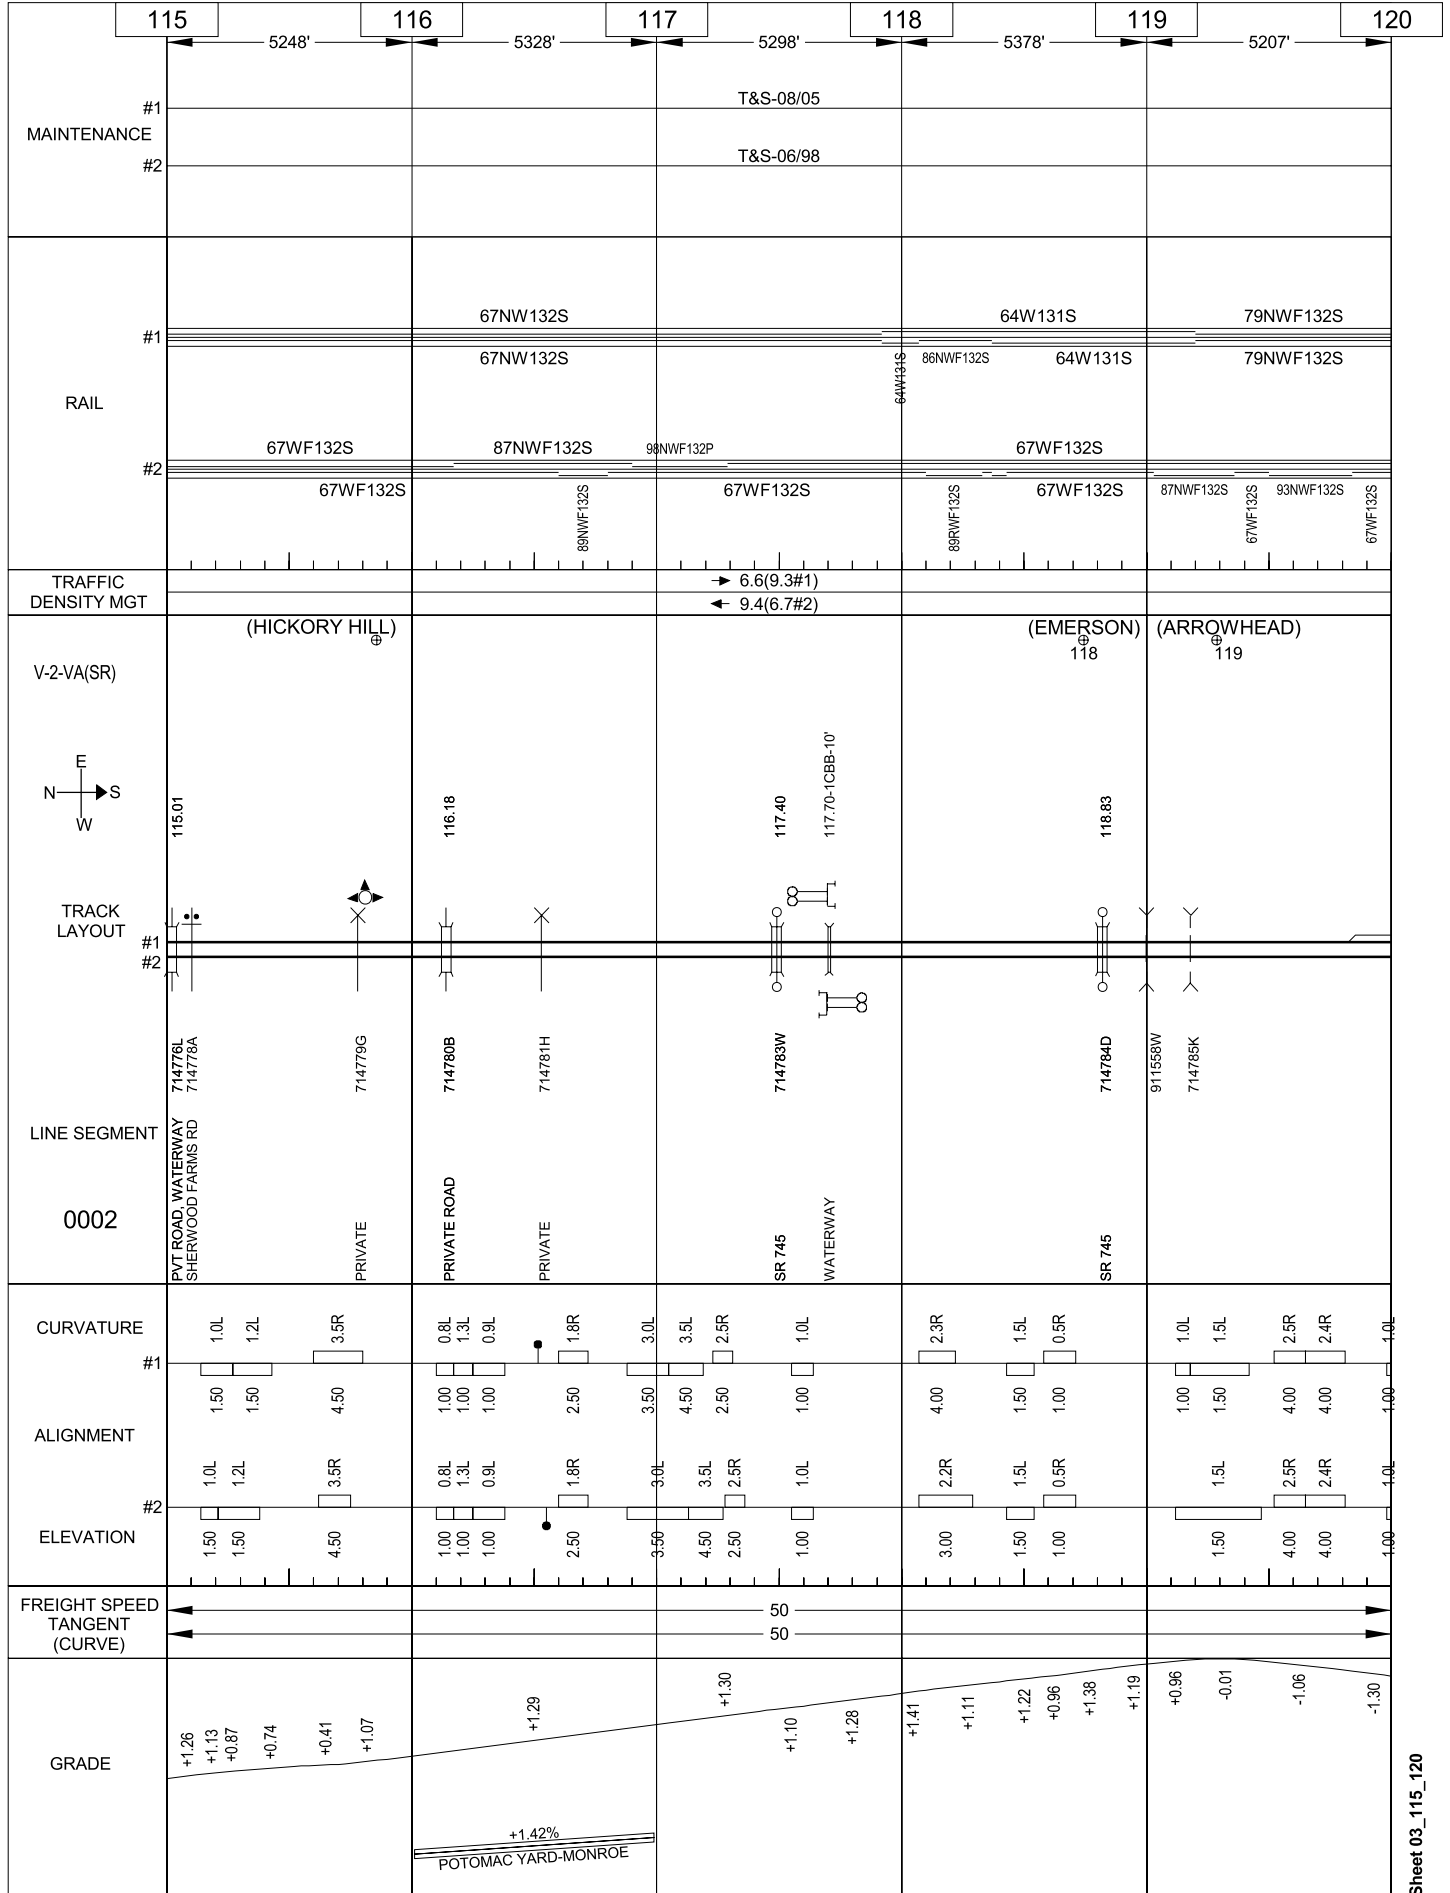 115 116 117 118 119 120
5248' 5328' 5298' 5378' 5207'
MAINTENANCE
#1
T&S-08/05
#2
T&S-06/98
RAIL
#1
67NW132S 64W131S 79NWF132S
67NW132S 64W131S 86NWF132S 64W131S 79NWF132S
#2
67WF132S 87NWF132S 98NWF132P 67WF132S
67WF132S 89NWF132S 67WF132S 89RWF132S 67WF132S 87NWF132S 67WF132S 93NWF132S 67WF132S
TRAFFIC
DENSITY MGT
6.6(9.3#1)
9.4(6.7#2)
(HICKORY HILL) (EMERSON) (ARROWHEAD)
118 119
V-2-VA(SR)
E
N S
W
115.01 116.18 117.40 117.70-1CBB-10' 118.83
TRACK
LAYOUT
#1
#2
714776L 714778A 714779G 714780B 714781H 714783W 714784D 911558W 714785K
LINE SEGMENT
0002
PVT ROAD, WATERWAY
SHERWOOD FARMS RD
PRIVATE
PRIVATE ROAD
PRIVATE
SR 745
WATERWAY
SR 745
CURVATURE
1.0L 1.2L 3.5R 0.8L 1.3L 0.9L 1.8R 3.0L 3.5L 2.5R 1.0L 2.3R 1.5L 0.5R 1.0L 1.5L 2.5R 2.4R 1.0L
#1
1.50 1.50 4.50 1.00 1.00 1.00 2.50 3.50 4.50 2.50 1.00 4.00 1.50 1.00 1.00 1.50 4.00 4.00 1.00
ALIGNMENT
1.0L 1.2L 3.5R 0.8L 1.3L 0.9L 1.8R 3.0L 3.5L 2.5R 1.0L 2.2R 1.5L 0.5R 1.5L 2.5R 2.4R 1.0L
#2
ELEVATION
1.50 1.50 4.50 1.00 1.00 1.00 2.50 3.50 4.50 2.50 1.00 3.00 1.50 1.00 1.50 4.00 4.00 1.00
FREIGHT SPEED
TANGENT
(CURVE)
50
50
GRADE
+1.26 +1.13 +0.87 +0.74 +0.41 +1.07 +1.29 +1.30 +1.10 +1.28 +1.41 +1.11 +1.22 +0.96 +1.38 +1.19 +0.96 -0.01 -1.06 -1.30
+1.42%
POTOMAC YARD-MONROE
Sheet 03_115_120